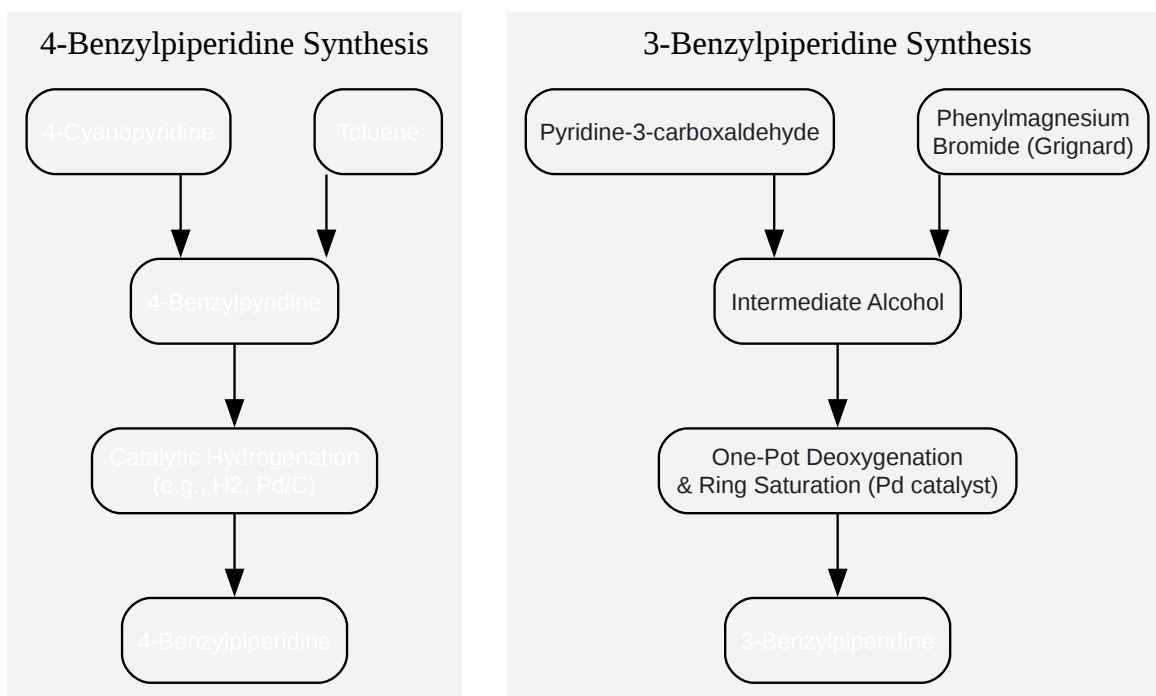 4-Benzylpiperidine Synthesis
4-Cyanopyridine
Toluene
4-Benzylpyridine
Catalytic Hydrogenation
(e.g., H2, Pd/C)
4-Benzylpiperidine
3-Benzylpiperidine Synthesis
Pyridine-3-carboxaldehyde
Phenylmagnesium
Bromide (Grignard)
Intermediate Alcohol
One-Pot Deoxygenation
& Ring Saturation (Pd catalyst)
3-Benzylpiperidine